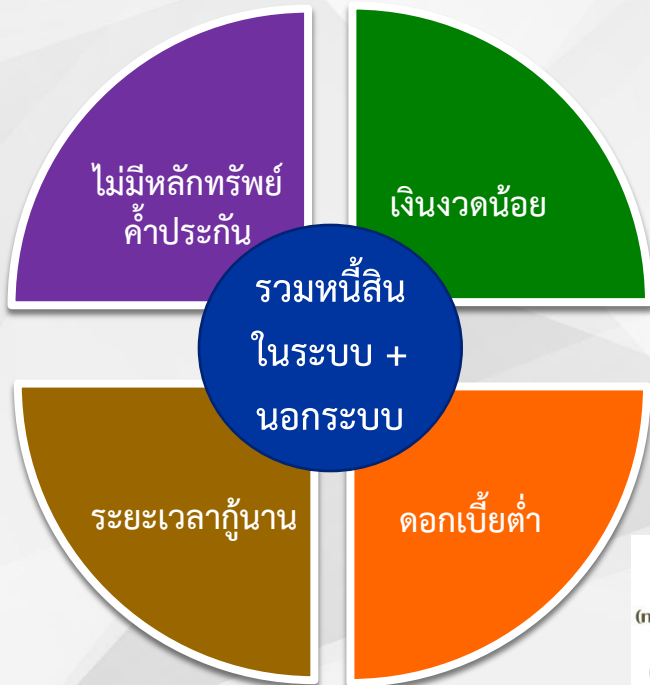 ไม่มีหลักทรัพย์
ค้ำประกัน
เงินงวดน้อย
รวมหนี้สิน
ในระบบ +
นอกระบบ
ระยะเวลากู้นาน
ดอกเบี้ยต่ำ